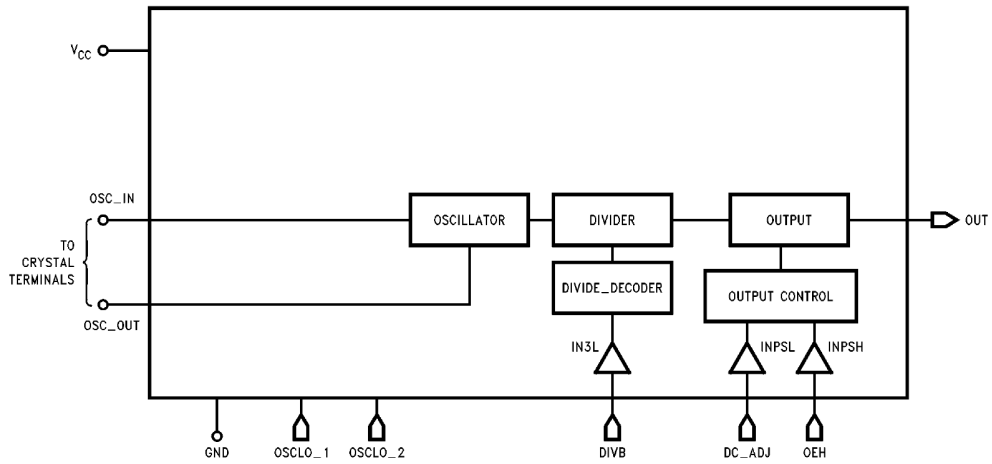 VCC
OSC_IN
TO
CRYSTAL
TERMINALS
OSC_OUT
OSCILLATOR
DIVIDER
OUTPUT
OUT
DIVIDE_DECODER
OUTPUT CONTROL
IN3L
INPSL
INPSH
GND
OSCLO_1
OSCLO_2
DIVB
DC_ADJ
OEH